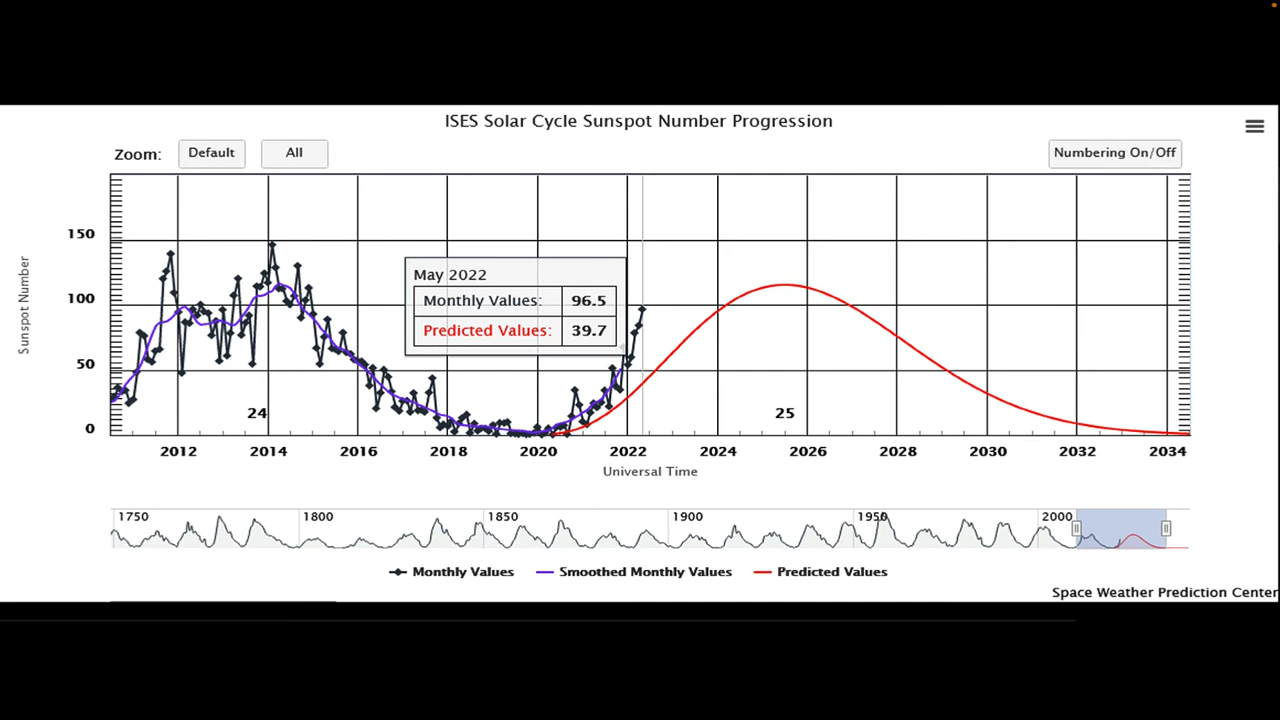 ISES Solar Cycle Sunspot Number Progression
Zoom: Default All Numbering On/Off
Sunspot Number
150
100
50
0
May 2022
Monthly Values: 96.5
Predicted Values: 39.7
24 25
2012 2014 2016 2018 2020 2022 2024 2026 2028 2030 2032 2034
Universal Time
1750 1800 1850 1900 1950 2000
Monthly Values Smoothed Monthly Values Predicted Values
Space Weather Prediction Center